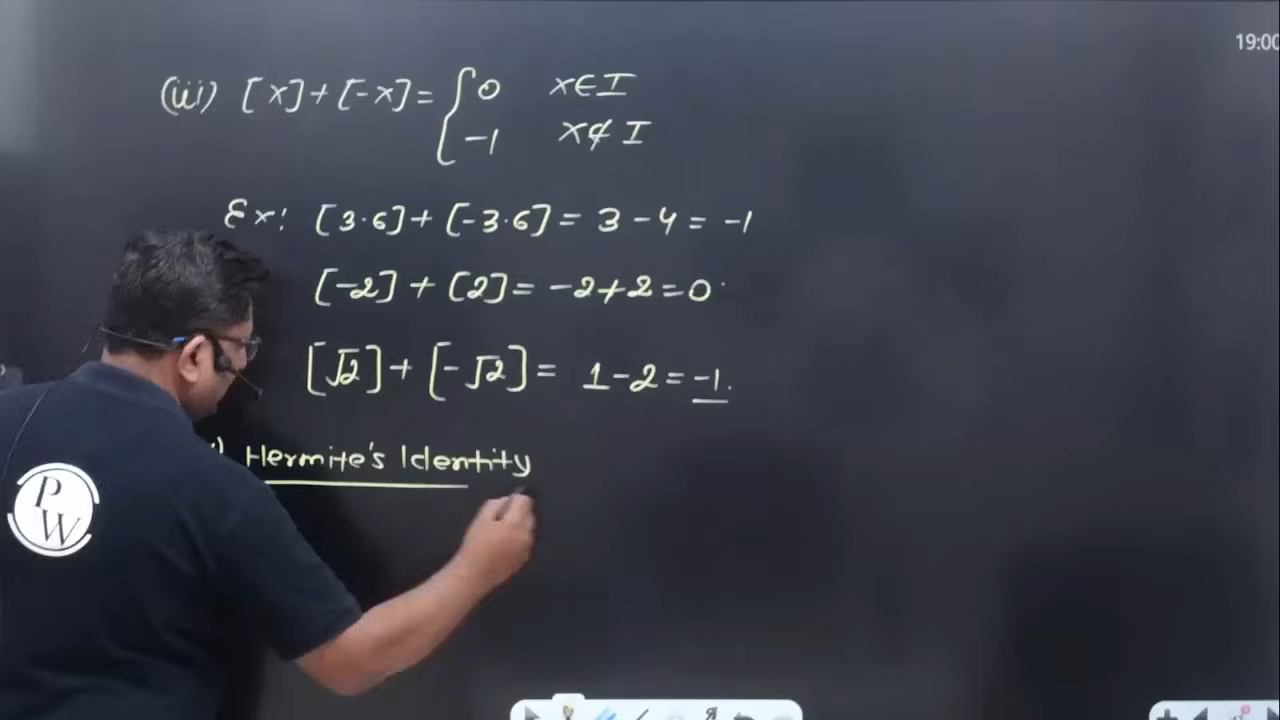 19:00
(iii) [x]+[-x]= { 0 x∈I
-1 x∉I
Ex: [3.6]+[-3.6]= 3-4=-1
[-2]+[2]= -2+2=0
[√2]+[-√2]= 1-2=-1.
Hermite's Identity
PW